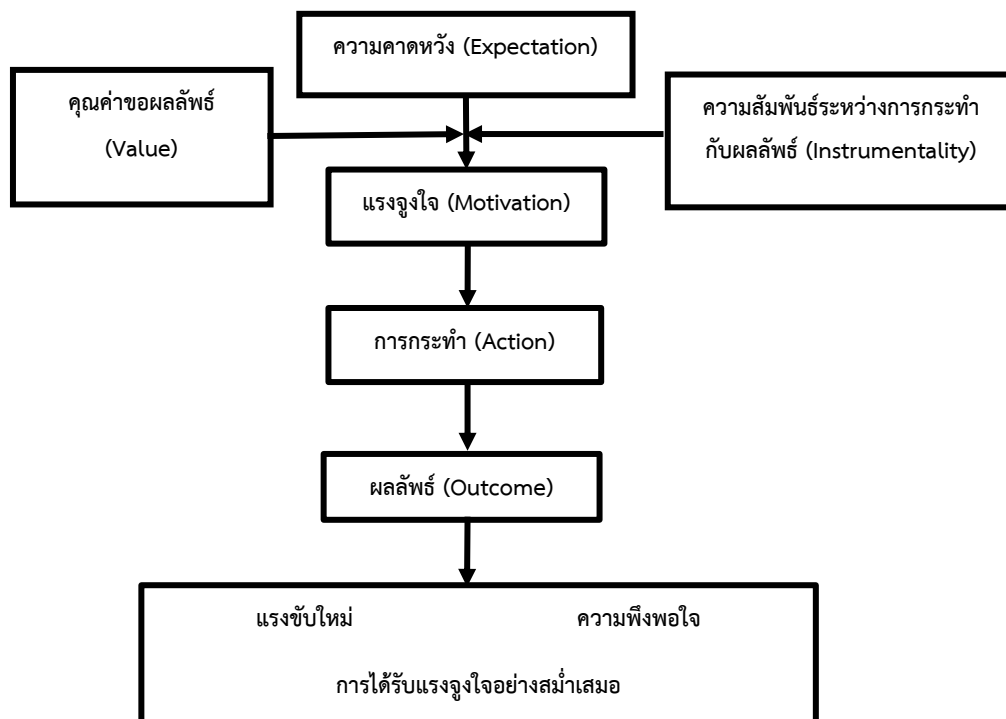 ความคาดหวัง (Expectation)
คุณค่าขอผลลัพธ์
(Value)
ความสัมพันธ์ระหว่างการกระทำ
กับผลลัพธ์ (Instrumentality)
แรงจูงใจ (Motivation)
การกระทำ (Action)
ผลลัพธ์ (Outcome)
แรงขับใหม่ ความพึงพอใจ
การได้รับแรงจูงใจอย่างสม่ำเสมอ